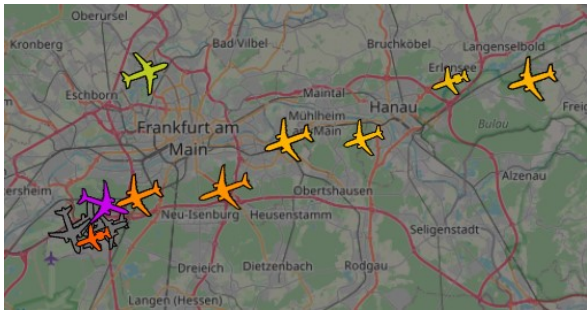 Oberursel
Kronberg
Bad Vilbel
Bruchköbel
Langenselbold
Eschborn
Erlensee
Maintal
Hanau
Mühlheim
am Main
Frankfurt am
Main
Bulau
Alzenau
Obertshausen
Neu-Isenburg
Heusenstamm
Seligenstadt
Dreieich
Dietzenbach
Rodgau
Langen (Hessen)